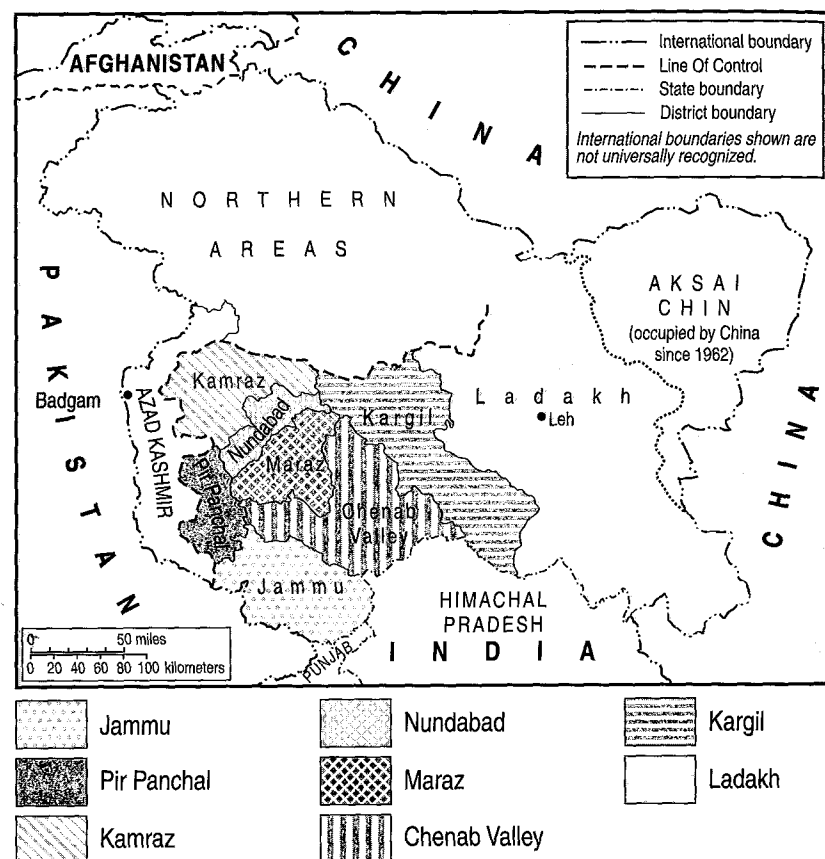 CHINA
AFGHANISTAN
International boundary
Line Of Control
State boundary
District boundary
International boundaries shown are
not universally recognized.
NORTHERN
AREAS
AKSAI
CHIN
(occupied by China
since 1962)
PAKISTAN
Kamraz
Badgam
AZAD KASHMIR
Nundabad
Kargil
Ladakh
Leh
Maraz
Pir Panchal
CHINA
Chenab
Valley
Jammu
HIMACHAL
PRADESH
PUNJAB
INDIA
0 50 miles
0 20 40 60 80 100 kilometers
Jammu
Nundabad
Kargil
Pir Panchal
Maraz
Ladakh
Kamraz
Chenab Valley